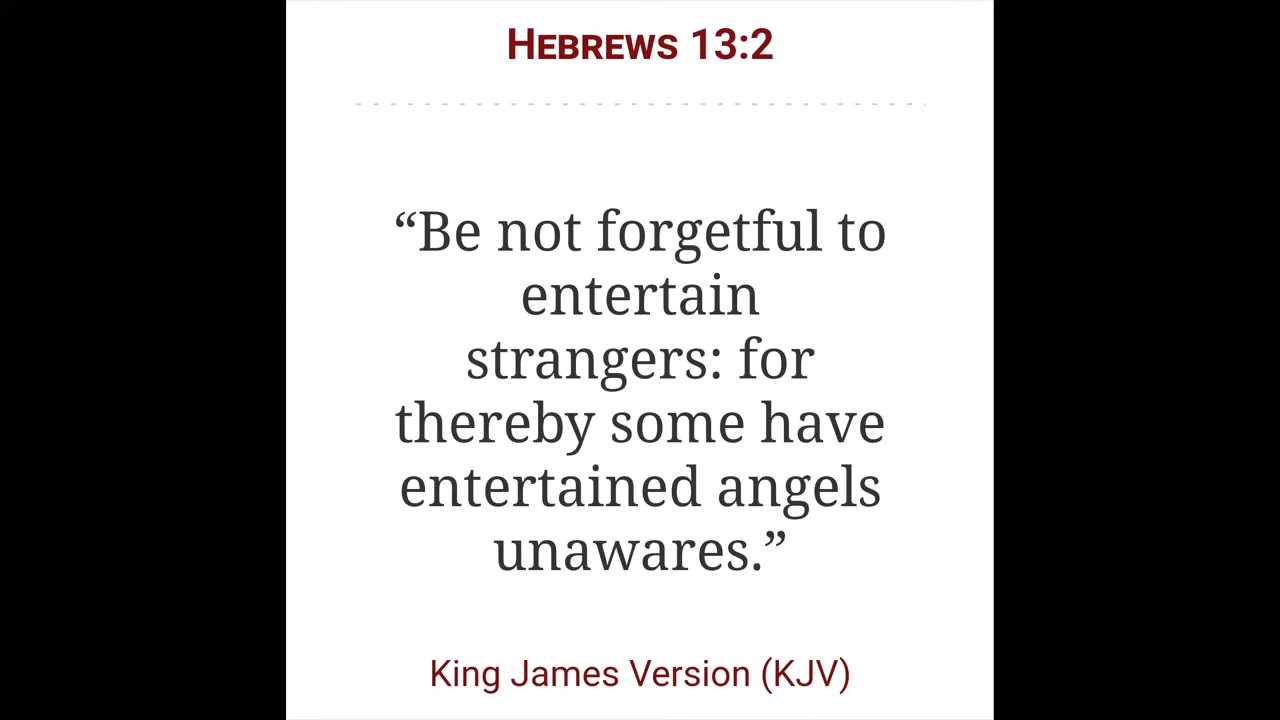 HEBREWS 13:2
“Be not forgetful to
entertain
strangers: for
thereby some have
entertained angels
unawares.”
King James Version (KJV)